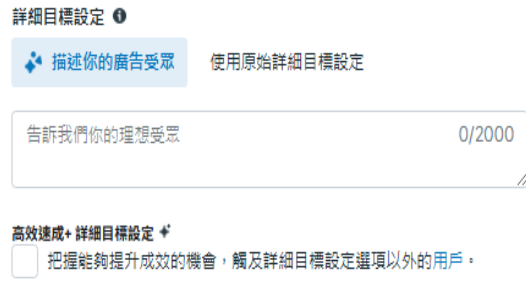 詳細目標設定
描述你的廣告受眾 使用原始詳細目標設定
告訴我們你的理想受眾 0/2000
高效速成+ 詳細目標設定
把握能夠提升成效的機會，觸及詳細目標設定選項以外的用戶。